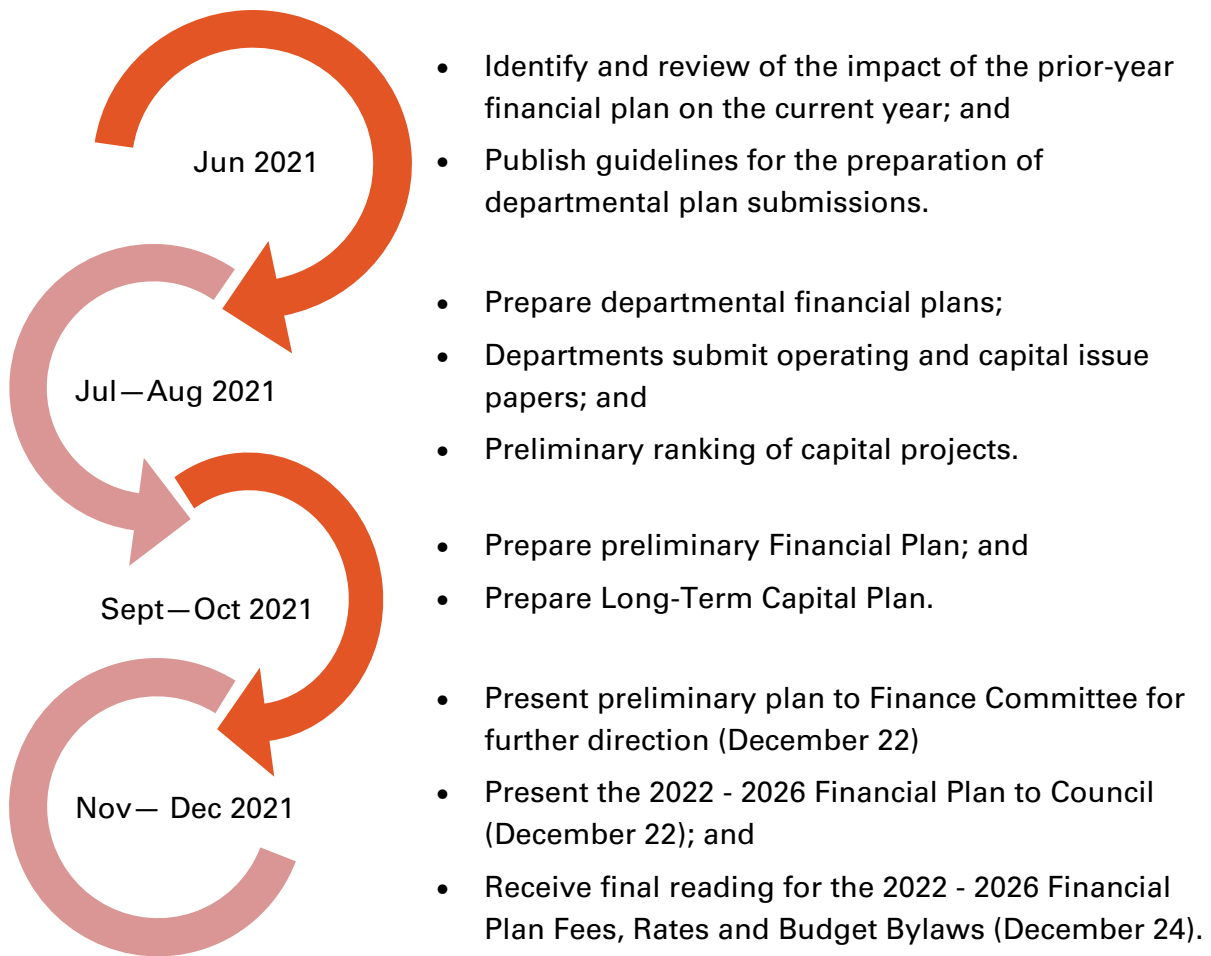 Jun 2021
• Identify and review of the impact of the prior-year
financial plan on the current year; and
• Publish guidelines for the preparation of
departmental plan submissions.
Jul—Aug 2021
• Prepare departmental financial plans;
• Departments submit operating and capital issue
papers; and
• Preliminary ranking of capital projects.
Sept—Oct 2021
• Prepare preliminary Financial Plan; and
• Prepare Long-Term Capital Plan.
Nov— Dec 2021
• Present preliminary plan to Finance Committee for
further direction (December 22)
• Present the 2022 - 2026 Financial Plan to Council
(December 22); and
• Receive final reading for the 2022 - 2026 Financial
Plan Fees, Rates and Budget Bylaws (December 24).